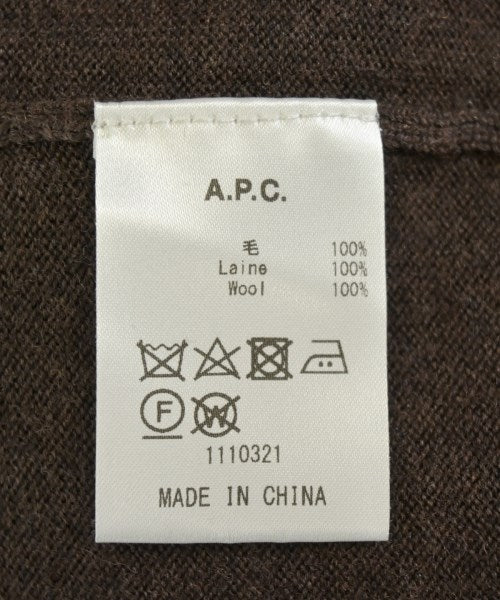 A.P.C.
毛 100%
Laine 100%
Wool 100%
F W
1110321
MADE IN CHINA